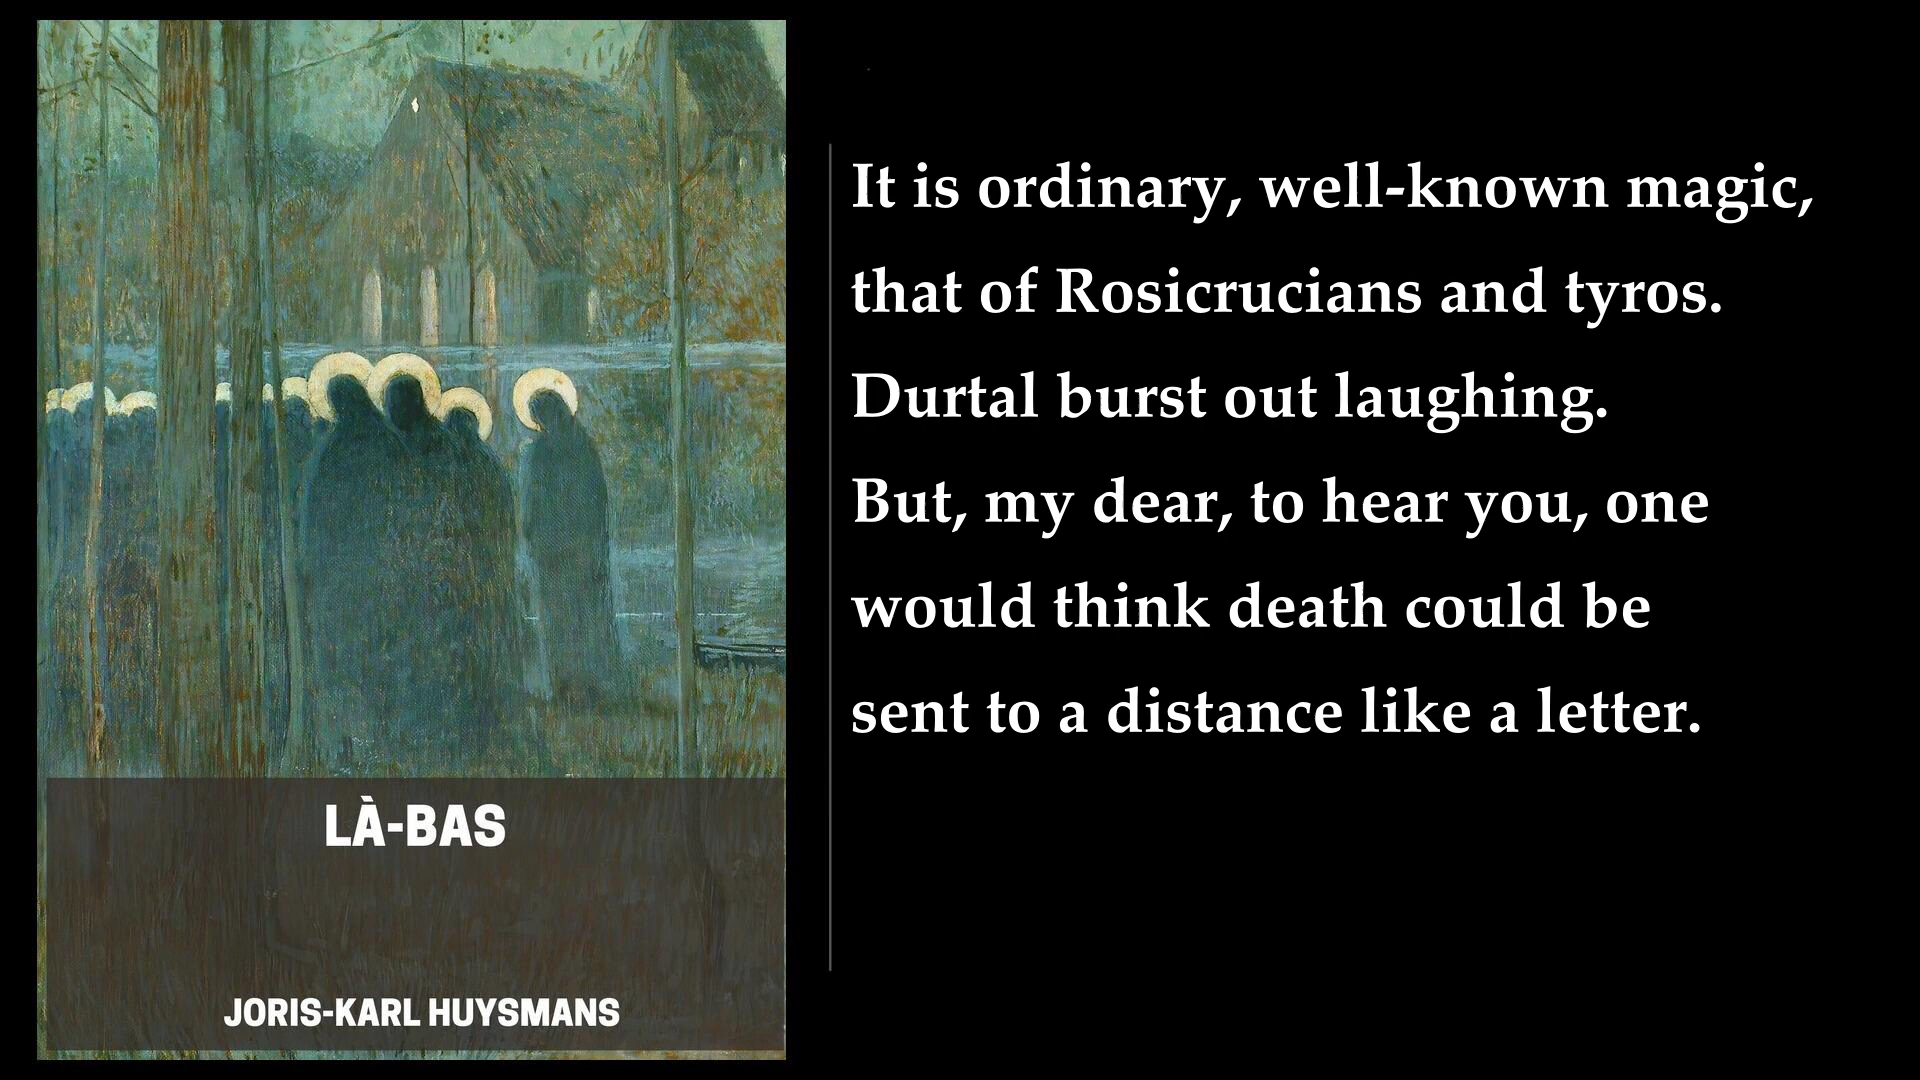 LÀ-BAS
JORIS-KARL HUYSMANS
It is ordinary, well-known magic,
that of Rosicrucians and tyros.
Durtal burst out laughing.
But, my dear, to hear you, one
would think death could be
sent to a distance like a letter.